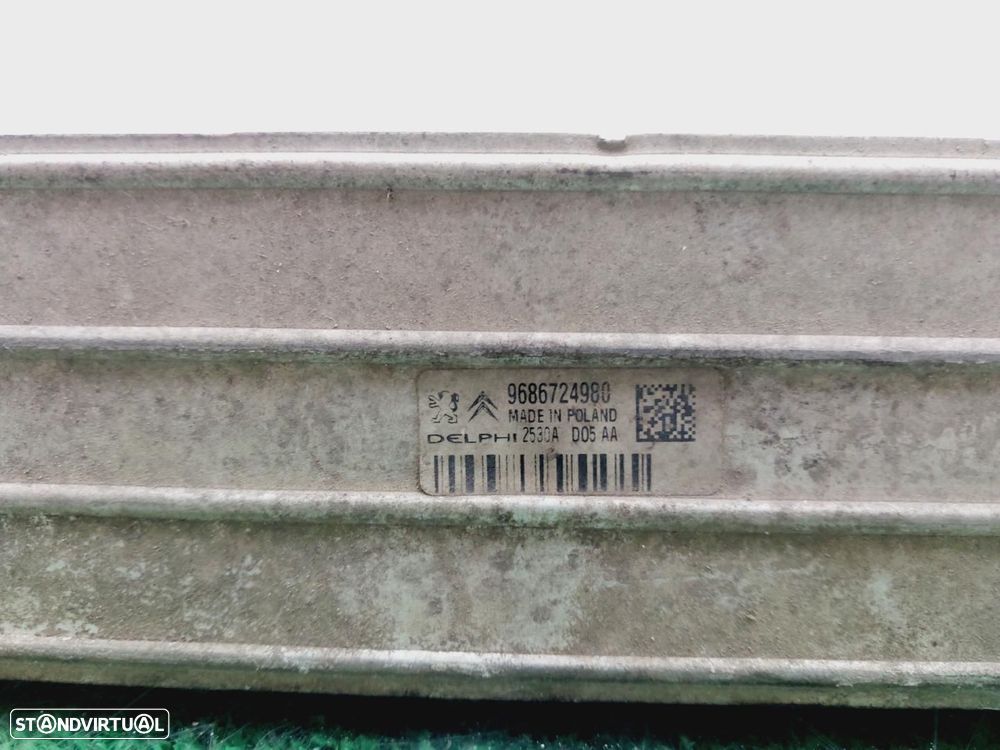 9686724980
MADE IN POLAND
DELPHI 2530A D05 AA
STANDVIRTUAL